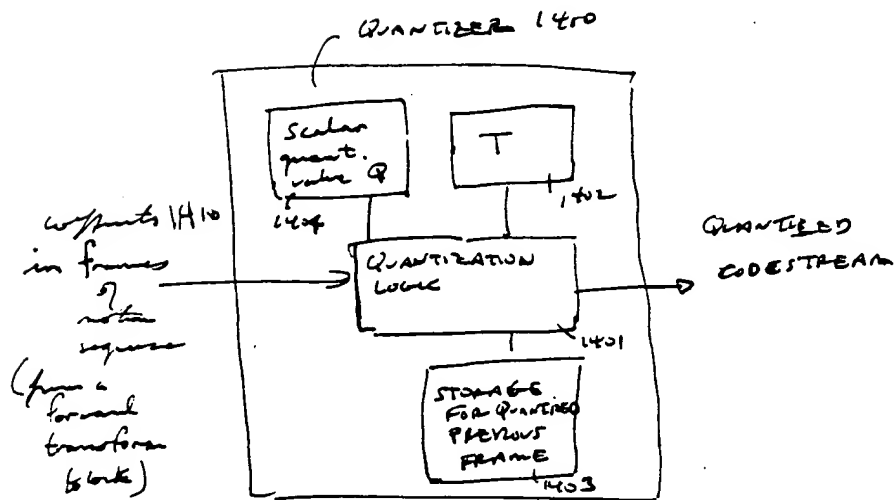 QUANTIZER 1400
Scalar
quant.
value Q
1404
T
1402
coefficients 1410
in frames
of
motion
sequence
(from a
forward
transform
block)
QUANTIZATION
LOGIC
1401
QUANTIZED
CODESTREAM
STORAGE
FOR QUANTIZED
PREVIOUS
FRAME
1403